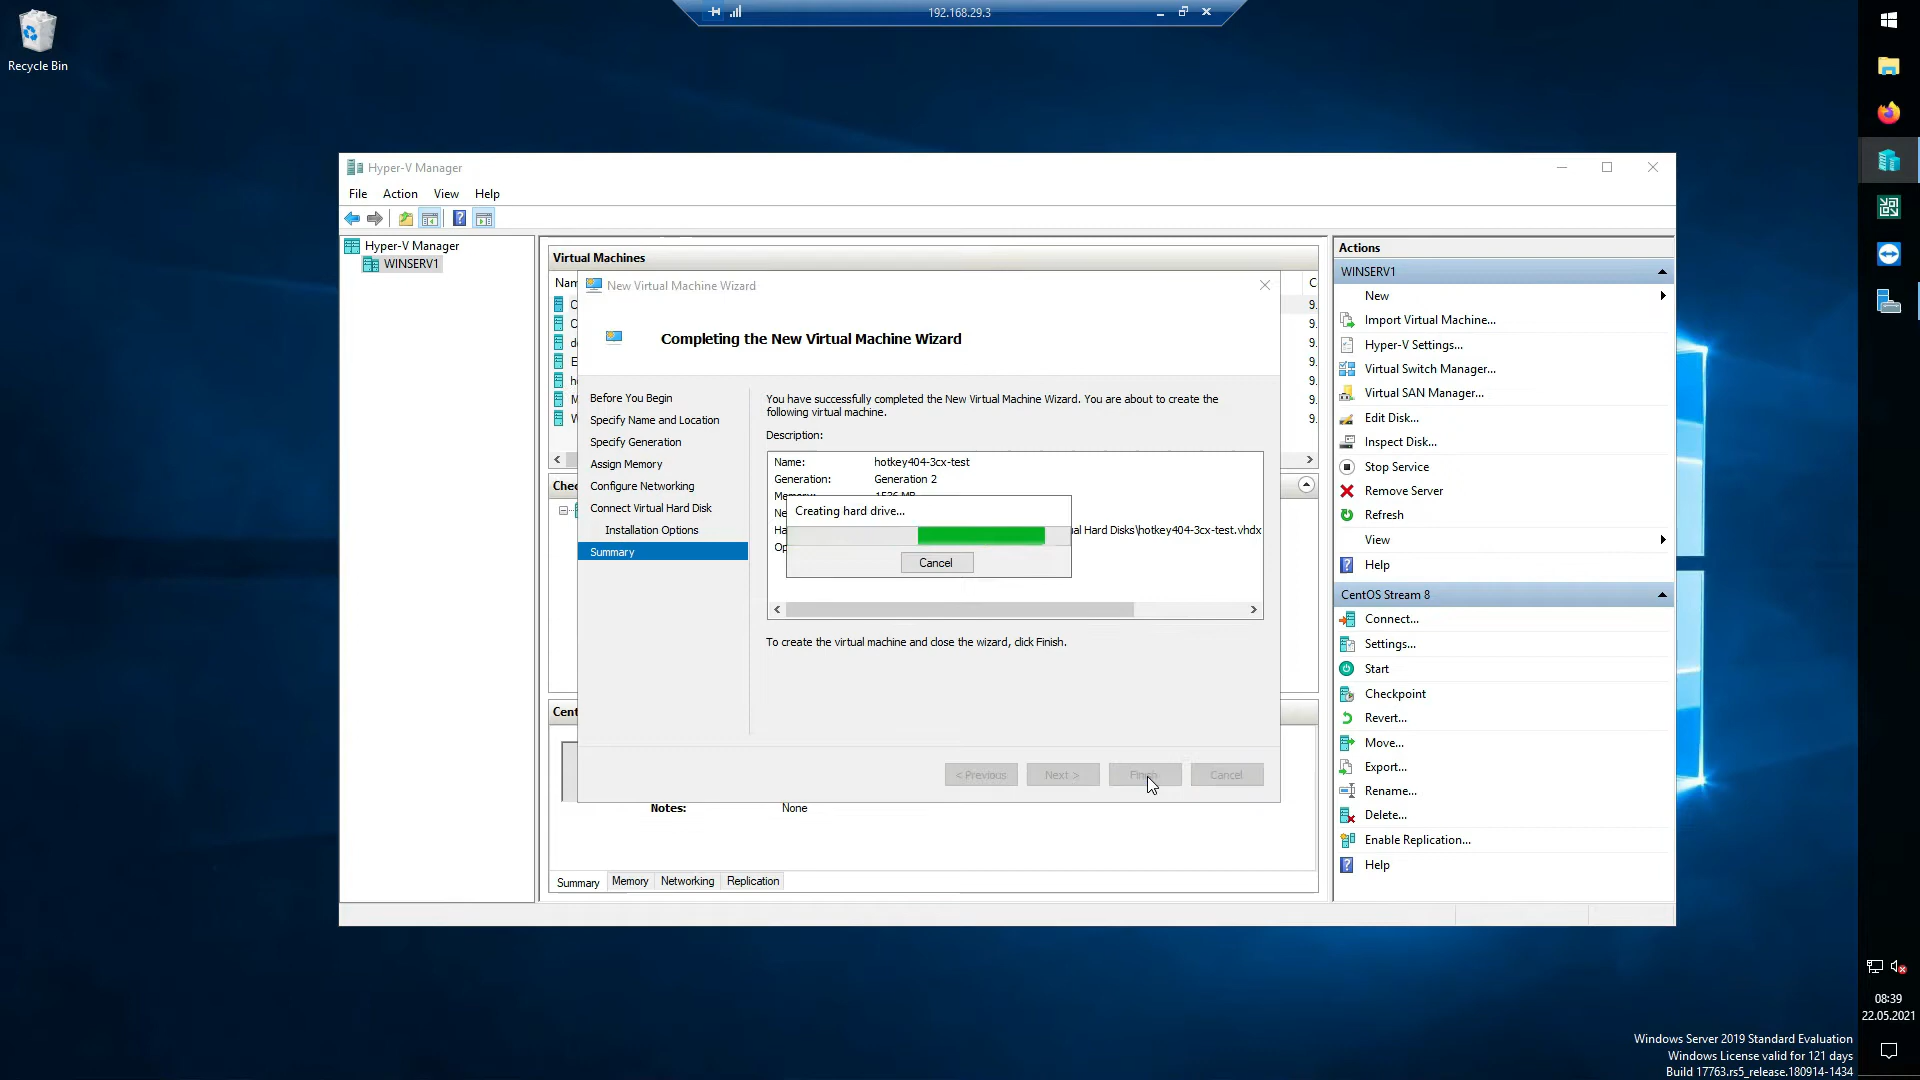 192.168.29.3
Recycle Bin
Hyper-V Manager
File Action View Help
Hyper-V Manager
WINSERV1
Virtual Machines
New Virtual Machine Wizard
Completing the New Virtual Machine Wizard
Before You Begin
Specify Name and Location
Specify Generation
Assign Memory
Configure Networking
Connect Virtual Hard Disk
Installation Options
Summary
You have successfully completed the New Virtual Machine Wizard. You are about to create the
following virtual machine.
Description:
Name: hotkey404-3cx-test
Generation: Generation 2
Creating hard drive...
Hard Disks\hotkey404-3cx-test.vhdx
Cancel
To create the virtual machine and close the wizard, click Finish.
< Previous Next > Finish Cancel
Notes: None
Summary Memory Networking Replication
Actions
WINSERV1
New
Import Virtual Machine...
Hyper-V Settings...
Virtual Switch Manager...
Virtual SAN Manager...
Edit Disk...
Inspect Disk...
Stop Service
Remove Server
Refresh
View
Help
CentOS Stream 8
Connect...
Settings...
Start
Checkpoint
Revert...
Move...
Export...
Rename...
Delete...
Enable Replication...
Help
08:39
22.05.2021
Windows Server 2019 Standard Evaluation
Windows License valid for 121 days
Build 17763.rs5_release.180914-1434